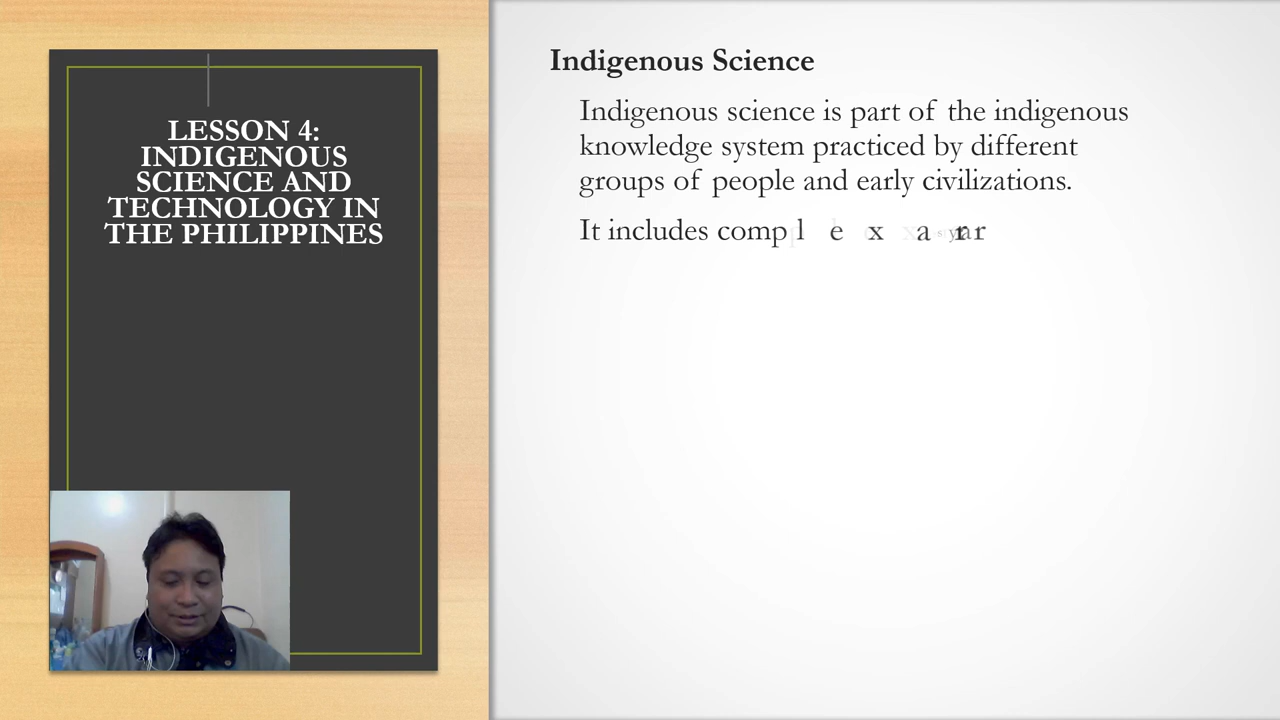 LESSON 4:
INDIGENOUS
SCIENCE AND
TECHNOLOGY IN
THE PHILIPPINES
Indigenous Science
Indigenous science is part of the indigenous
knowledge system practiced by different
groups of people and early civilizations.
It includes complex